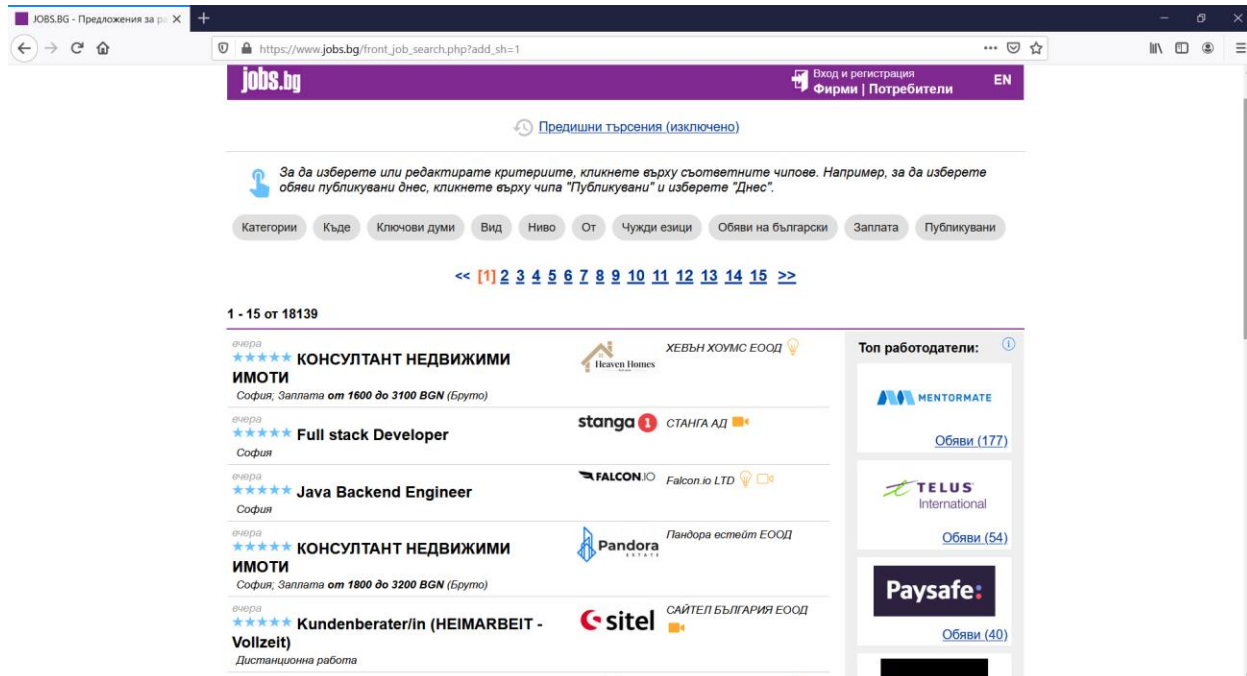 JOBS.BG - Предложения за ра
https://www.jobs.bg/front_job_search.php?add_sh=1
jobs.bg
Вход и регистрация
Фирми | Потребители
EN
Предишни търсения (изключено)
За да изберете или редактирате критериите, кликнете върху съответните чипове. Например, за да изберете
обяви публикувани днес, кликнете върху чипа "Публикувани" и изберете "Днес".
Категории Къде Ключови думи Вид Ниво От Чужди езици Обяви на български Заплата Публикувани
<< [1] 2 3 4 5 6 7 8 9 10 11 12 13 14 15 >>
1 - 15 от 18139
вчера
★★★★★ КОНСУЛТАНТ НЕДВИЖИМИ
ИМОТИ
София; Заплата от 1600 до 3100 BGN (Бруто)
Heaven Homes
ХЕВЪН ХОУМС ЕООД
вчера
★★★★★ Full stack Developer
София
stanga 1
СТАНГА АД
вчера
★★★★★ Java Backend Engineer
София
FALCON.IO
Falcon.io LTD
вчера
★★★★★ КОНСУЛТАНТ НЕДВИЖИМИ
ИМОТИ
София; Заплата от 1800 до 3200 BGN (Бруто)
Pandora
ESTATE
Пандора естейт ЕООД
вчера
★★★★★ Kundenberater/in (HEIMARBEIT -
Vollzeit)
Дистанционна работа
sitel
САЙТЕЛ БЪЛГАРИЯ ЕООД
Топ работодатели:
MENTORMATE
Обяви (177)
TELUS
International
Обяви (54)
Paysafe:
Обяви (40)